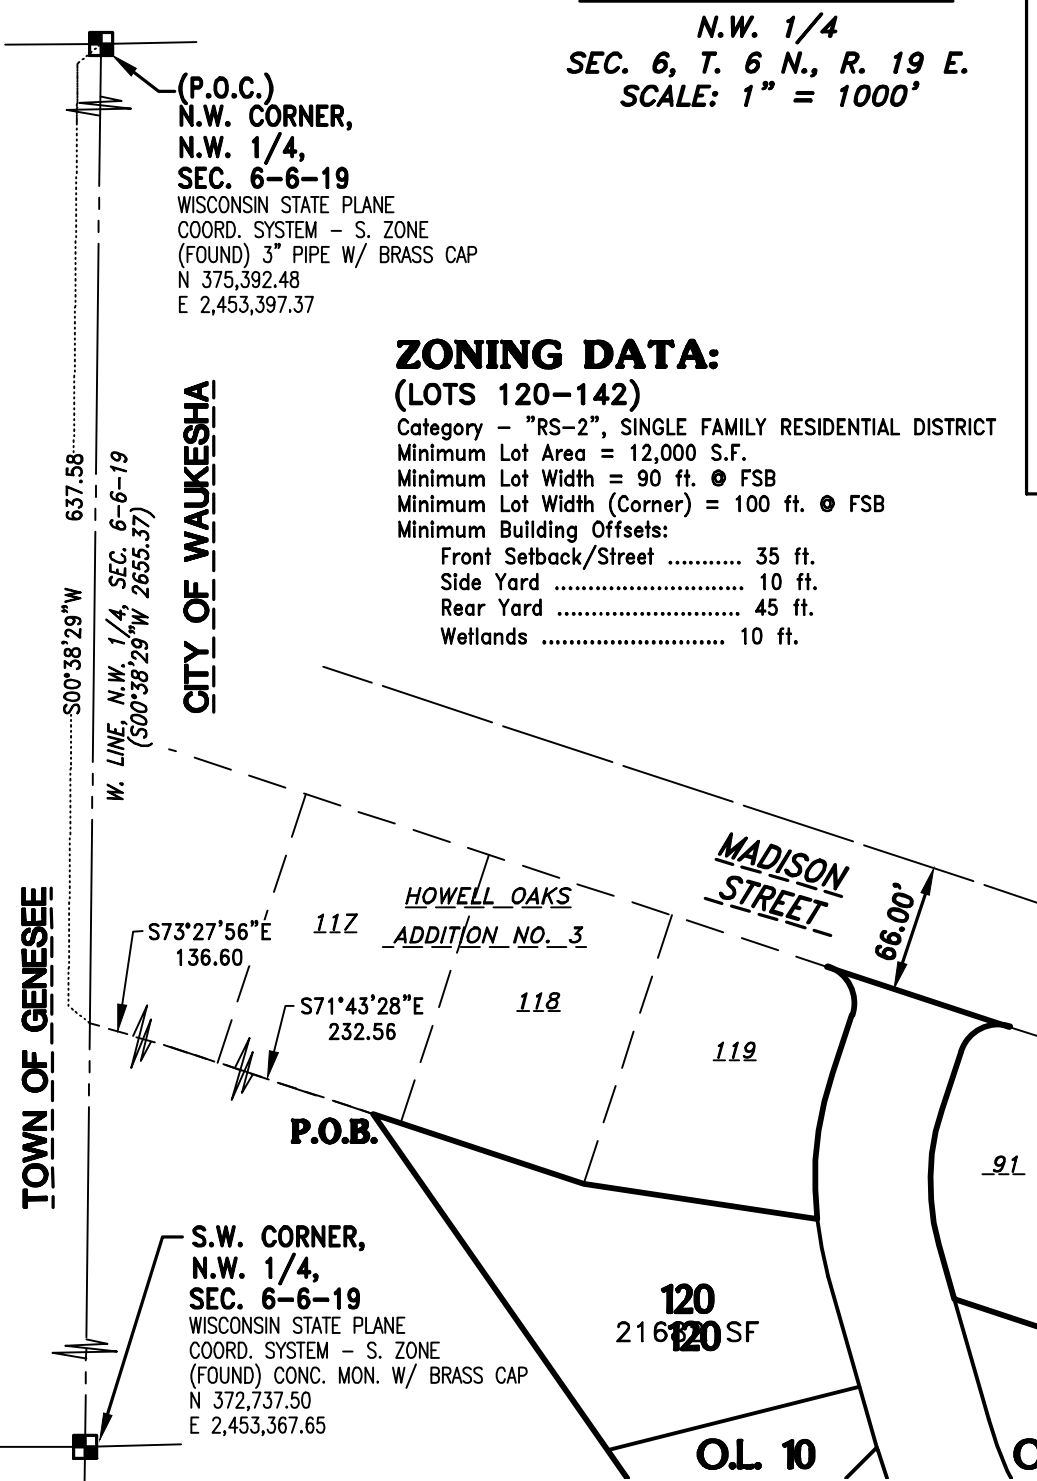 N.W. 1/4
SEC. 6, T. 6 N., R. 19 E.
SCALE: 1" = 1000'
(P.O.C.)
N.W. CORNER,
N.W. 1/4,
SEC. 6-6-19
WISCONSIN STATE PLANE
COORD. SYSTEM - S. ZONE
(FOUND) 3" PIPE W/ BRASS CAP
N 375,392.48
E 2,453,397.37
ZONING DATA:
(LOTS 120-142)
Category - "RS-2", SINGLE FAMILY RESIDENTIAL DISTRICT
Minimum Lot Area = 12,000 S.F.
Minimum Lot Width = 90 ft. @ FSB
Minimum Lot Width (Corner) = 100 ft. @ FSB
Minimum Building Offsets:
Front Setback/Street ........... 35 ft.
Side Yard ............................ 10 ft.
Rear Yard ........................... 45 ft.
Wetlands ........................... 10 ft.
S00°38'29"W 637.58
W. LINE, N.W. 1/4, SEC. 6-6-19
(S00°38'29"W 2655.37)
CITY OF WAUKESHA
TOWN OF GENESEE
MADISON
STREET
66.00'
HOWELL OAKS
ADDITION NO. 3
117
118
119
91
S73°27'56"E
136.60
S71°43'28"E
232.56
P.O.B.
S.W. CORNER,
N.W. 1/4,
SEC. 6-6-19
WISCONSIN STATE PLANE
COORD. SYSTEM - S. ZONE
(FOUND) CONC. MON. W/ BRASS CAP
N 372,737.50
E 2,453,367.65
120
120
SF
O.L. 10